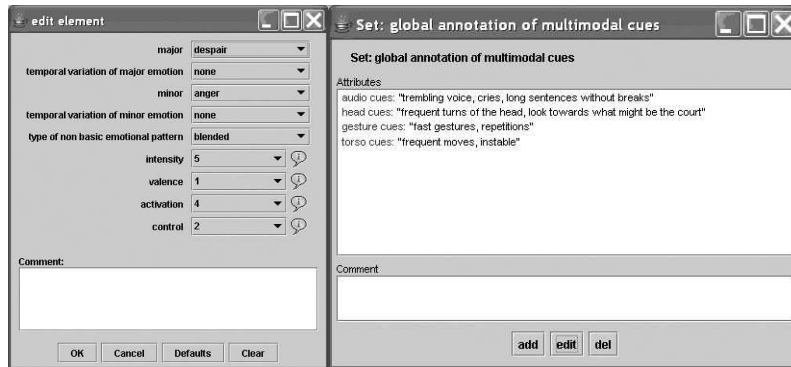 edit element
major despair
temporal variation of major emotion none
minor anger
temporal variation of minor emotion none
type of non basic emotional pattern blended
intensity 5
valence 1
activation 4
control 2
Comment:
OK Cancel Defaults Clear
Set: global annotation of multimodal cues
Set: global annotation of multimodal cues
Attributes
audio cues: "trembling voice, cries, long sentences without breaks"
head cues: "frequent turns of the head, look towards what might be the court"
gesture cues: "fast gestures, repetitions"
torso cues: "frequent moves, instable"
Comment
add edit del